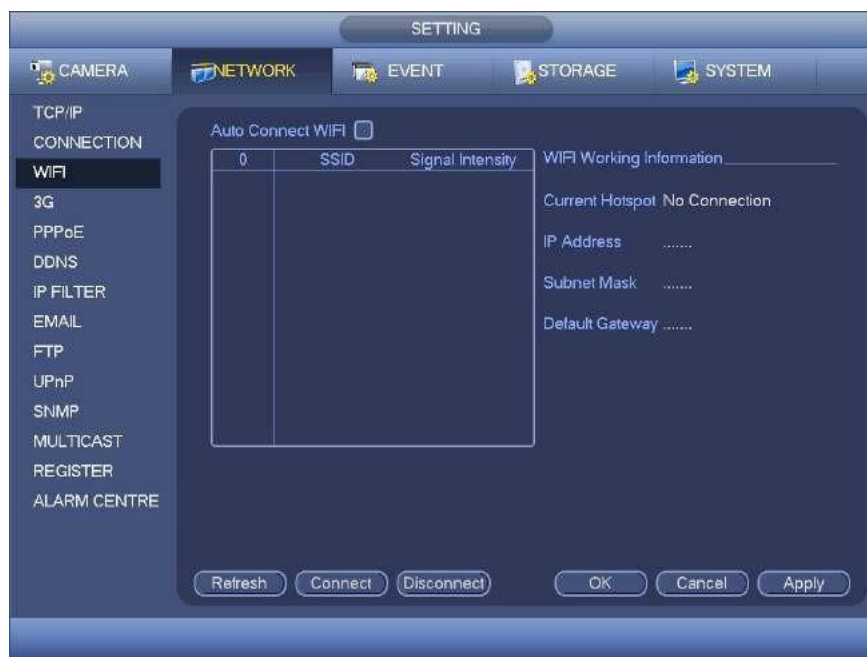 SETTING
CAMERA NETWORK EVENT STORAGE SYSTEM
TCP/IP
CONNECTION
WIFI
3G
PPPoE
DDNS
IP FILTER
EMAIL
FTP
UPnP
SNMP
MULTICAST
REGISTER
ALARM CENTRE
Auto Connect WIFI
0 SSID Signal Intensity
WIFI Working Information
Current Hotspot No Connection
IP Address .......
Subnet Mask .......
Default Gateway .......
Refresh Connect Disconnect OK Cancel Apply